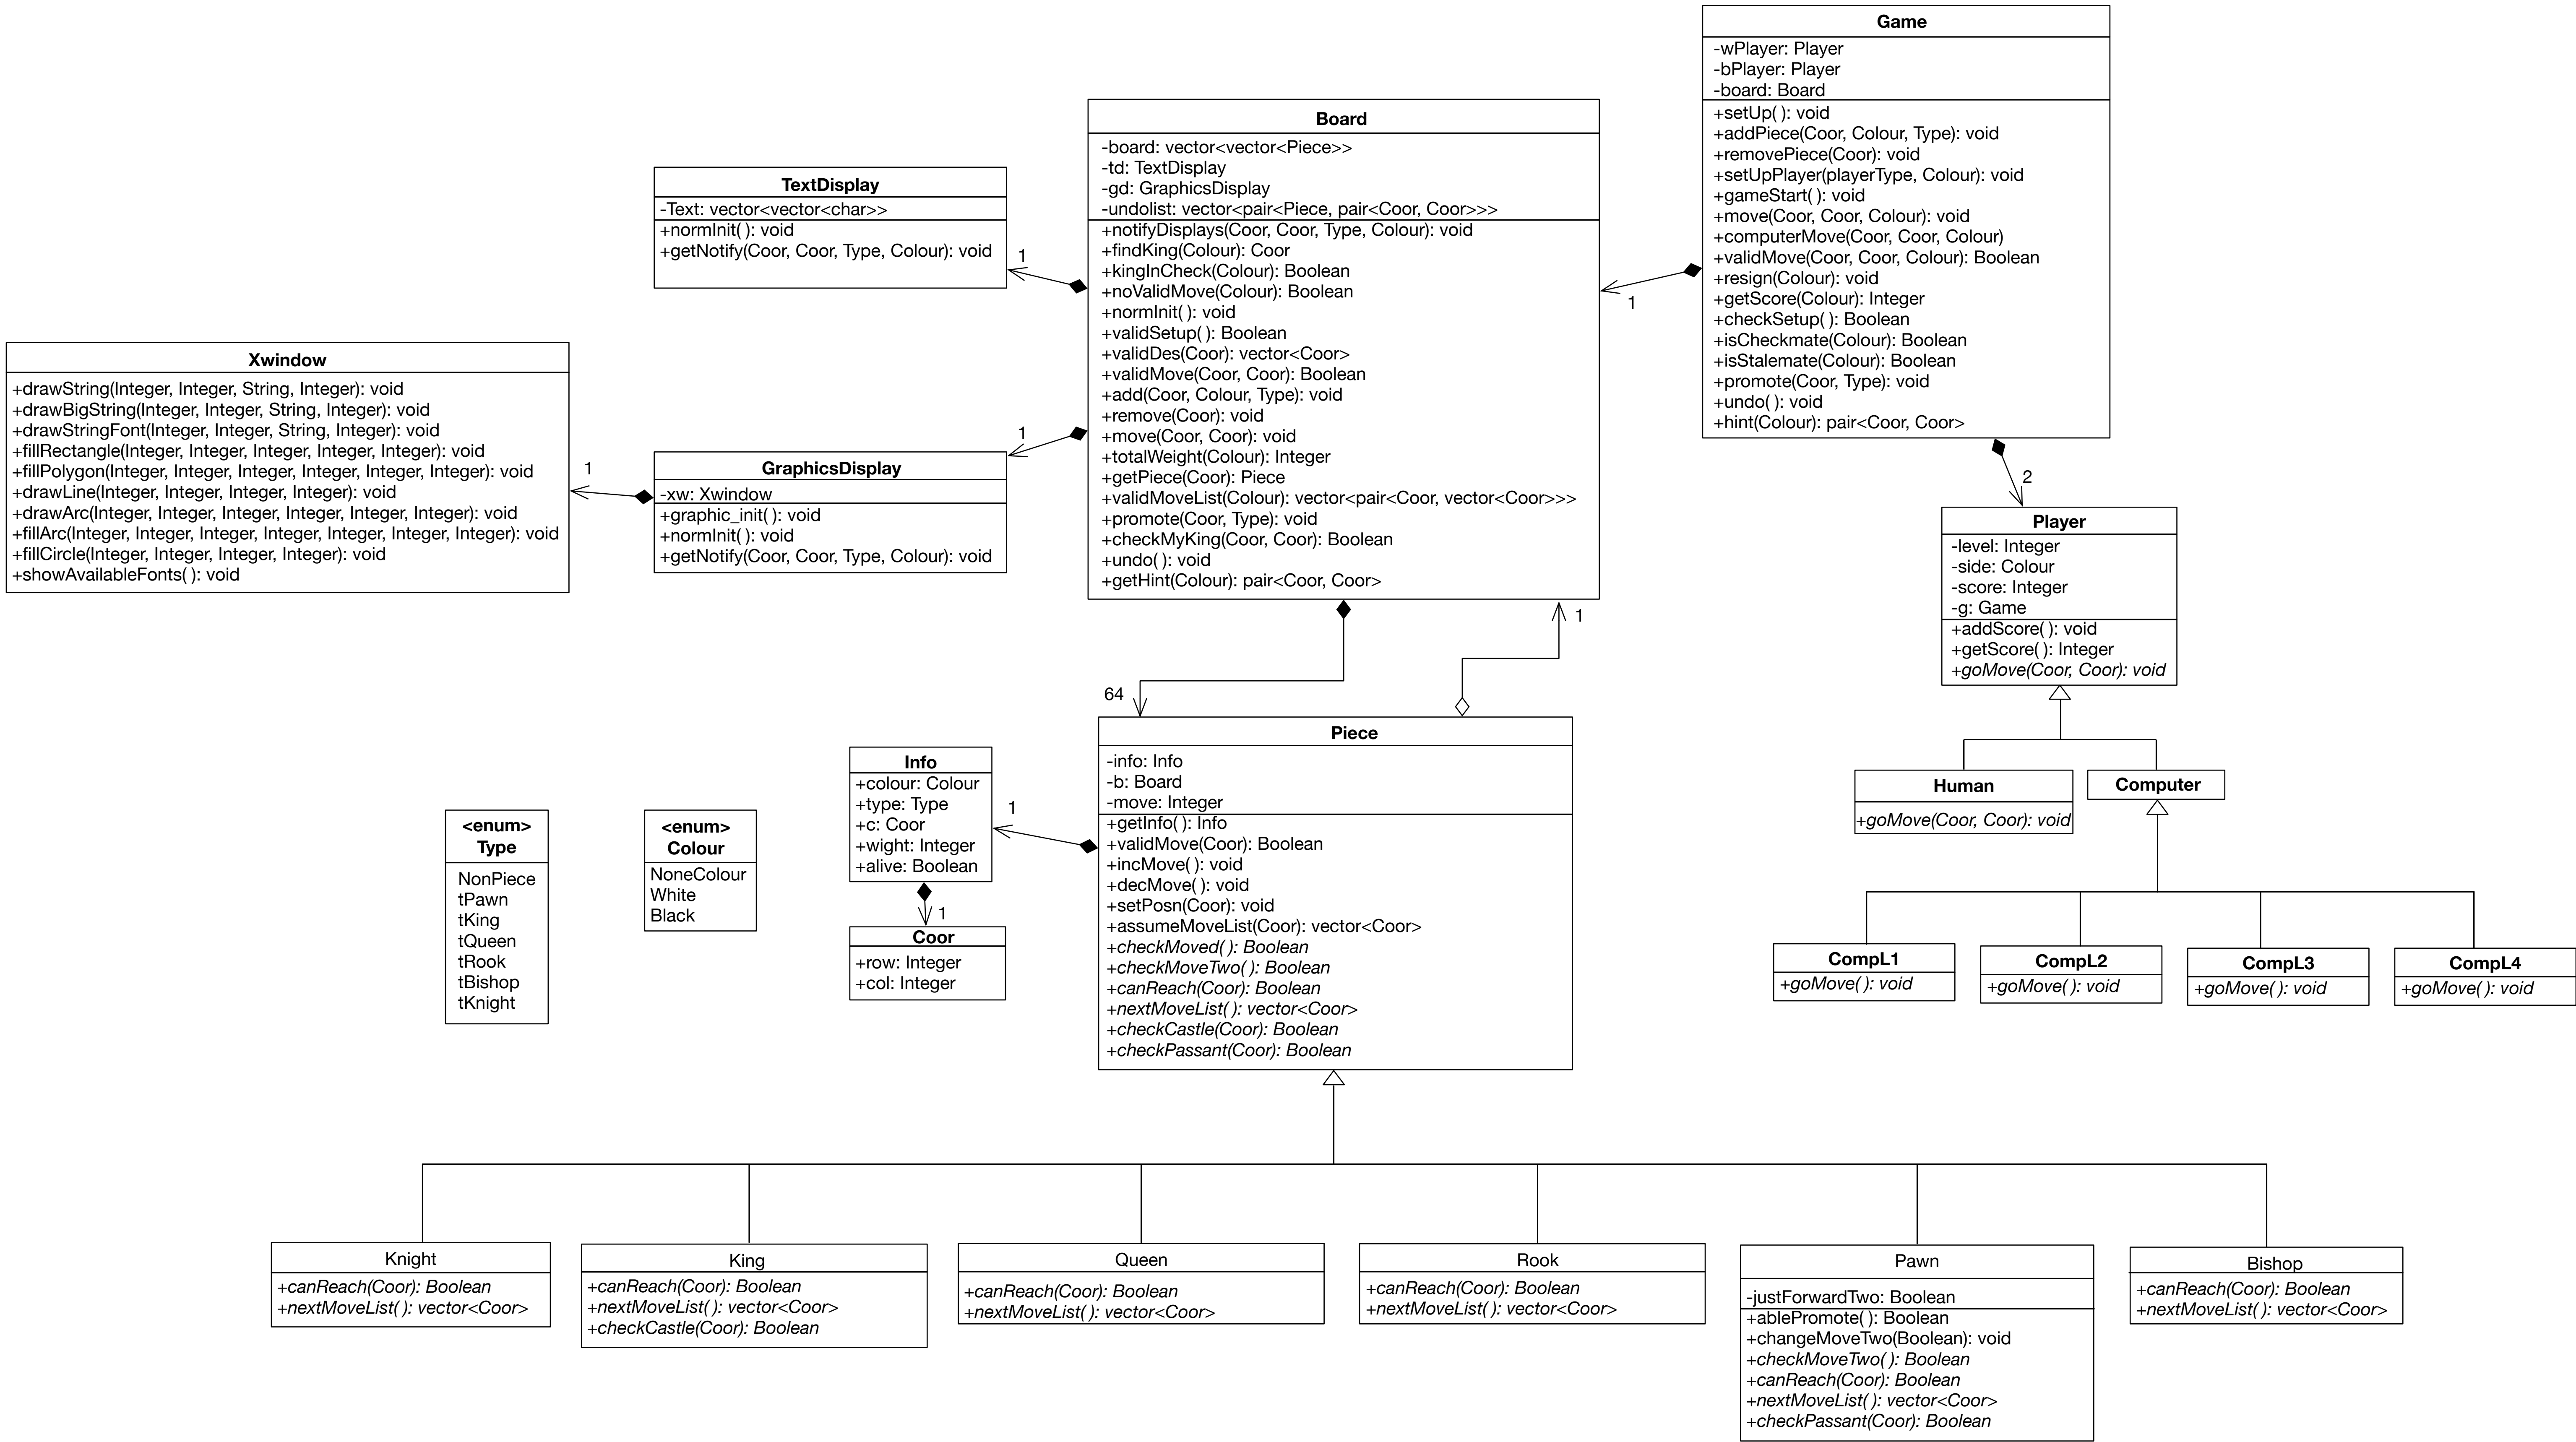 Game
-wPlayer: Player
-bPlayer: Player
-board: Board
+setUp( ): void
+addPiece(Coor, Colour, Type): void
+removePiece(Coor): void
+setUpPlayer(playerType, Colour): void
+gameStart( ): void
+move(Coor, Coor, Colour): void
+computerMove(Coor, Coor, Colour)
+validMove(Coor, Coor, Colour): Boolean
+resign(Colour): void
+getScore(Colour): Integer
+checkSetup( ): Boolean
+isCheckmate(Colour): Boolean
+isStalemate(Colour): Boolean
+promote(Coor, Type): void
+undo( ): void
+hint(Colour): pair<Coor, Coor>
1
2
Board
-board: vector<vector<Piece>>
-td: TextDisplay
-gd: GraphicsDisplay
-undolist: vector<pair<Piece, pair<Coor, Coor>>>
+notifyDisplays(Coor, Coor, Type, Colour): void
+findKing(Colour): Coor
+kingInCheck(Colour): Boolean
+noValidMove(Colour): Boolean
+normInit( ): void
+validSetup( ): Boolean
+validDes(Coor): vector<Coor>
+validMove(Coor, Coor): Boolean
+add(Coor, Colour, Type): void
+remove(Coor): void
+move(Coor, Coor): void
+totalWeight(Colour): Integer
+getPiece(Coor): Piece
+validMoveList(Colour): vector<pair<Coor, vector<Coor>>>
+promote(Coor, Type): void
+checkMyKing(Coor, Coor): Boolean
+undo( ): void
+getHint(Colour): pair<Coor, Coor>
1
1
64
1
TextDisplay
-Text: vector<vector<char>>
+normInit( ): void
+getNotify(Coor, Coor, Type, Colour): void
Xwindow
+drawString(Integer, Integer, String, Integer): void
+drawBigString(Integer, Integer, String, Integer): void
+drawStringFont(Integer, Integer, String, Integer): void
+fillRectangle(Integer, Integer, Integer, Integer, Integer): void
+fillPolygon(Integer, Integer, Integer, Integer, Integer, Integer): void
+drawLine(Integer, Integer, Integer, Integer): void
+drawArc(Integer, Integer, Integer, Integer, Integer, Integer): void
+fillArc(Integer, Integer, Integer, Integer, Integer, Integer, Integer): void
+fillCircle(Integer, Integer, Integer, Integer): void
+showAvailableFonts( ): void
1
GraphicsDisplay
-xw: Xwindow
+graphic_init( ): void
+normInit( ): void
+getNotify(Coor, Coor, Type, Colour): void
Player
-level: Integer
-side: Colour
-score: Integer
-g: Game
+addScore( ): void
+getScore( ): Integer
+goMove(Coor, Coor): void
Human
+goMove(Coor, Coor): void
Computer
CompL1
+goMove( ): void
CompL2
+goMove( ): void
CompL3
+goMove( ): void
CompL4
+goMove( ): void
<enum>
Type
NonPiece
tPawn
tKing
tQueen
tRook
tBishop
tKnight
<enum>
Colour
NoneColour
White
Black
Info
+colour: Colour
+type: Type
+c: Coor
+wight: Integer
+alive: Boolean
1
1
Coor
+row: Integer
+col: Integer
Piece
-info: Info
-b: Board
-move: Integer
+getInfo( ): Info
+validMove(Coor): Boolean
+incMove( ): void
+decMove( ): void
+setPosn(Coor): void
+assumeMoveList(Coor): vector<Coor>
+checkMoved( ): Boolean
+checkMoveTwo( ): Boolean
+canReach(Coor): Boolean
+nextMoveList( ): vector<Coor>
+checkCastle(Coor): Boolean
+checkPassant(Coor): Boolean
Knight
+canReach(Coor): Boolean
+nextMoveList( ): vector<Coor>
King
+canReach(Coor): Boolean
+nextMoveList( ): vector<Coor>
+checkCastle(Coor): Boolean
Queen
+canReach(Coor): Boolean
+nextMoveList( ): vector<Coor>
Rook
+canReach(Coor): Boolean
+nextMoveList( ): vector<Coor>
Pawn
-justForwardTwo: Boolean
+ablePromote( ): Boolean
+changeMoveTwo(Boolean): void
+checkMoveTwo( ): Boolean
+canReach(Coor): Boolean
+nextMoveList( ): vector<Coor>
+checkPassant(Coor): Boolean
Bishop
+canReach(Coor): Boolean
+nextMoveList( ): vector<Coor>